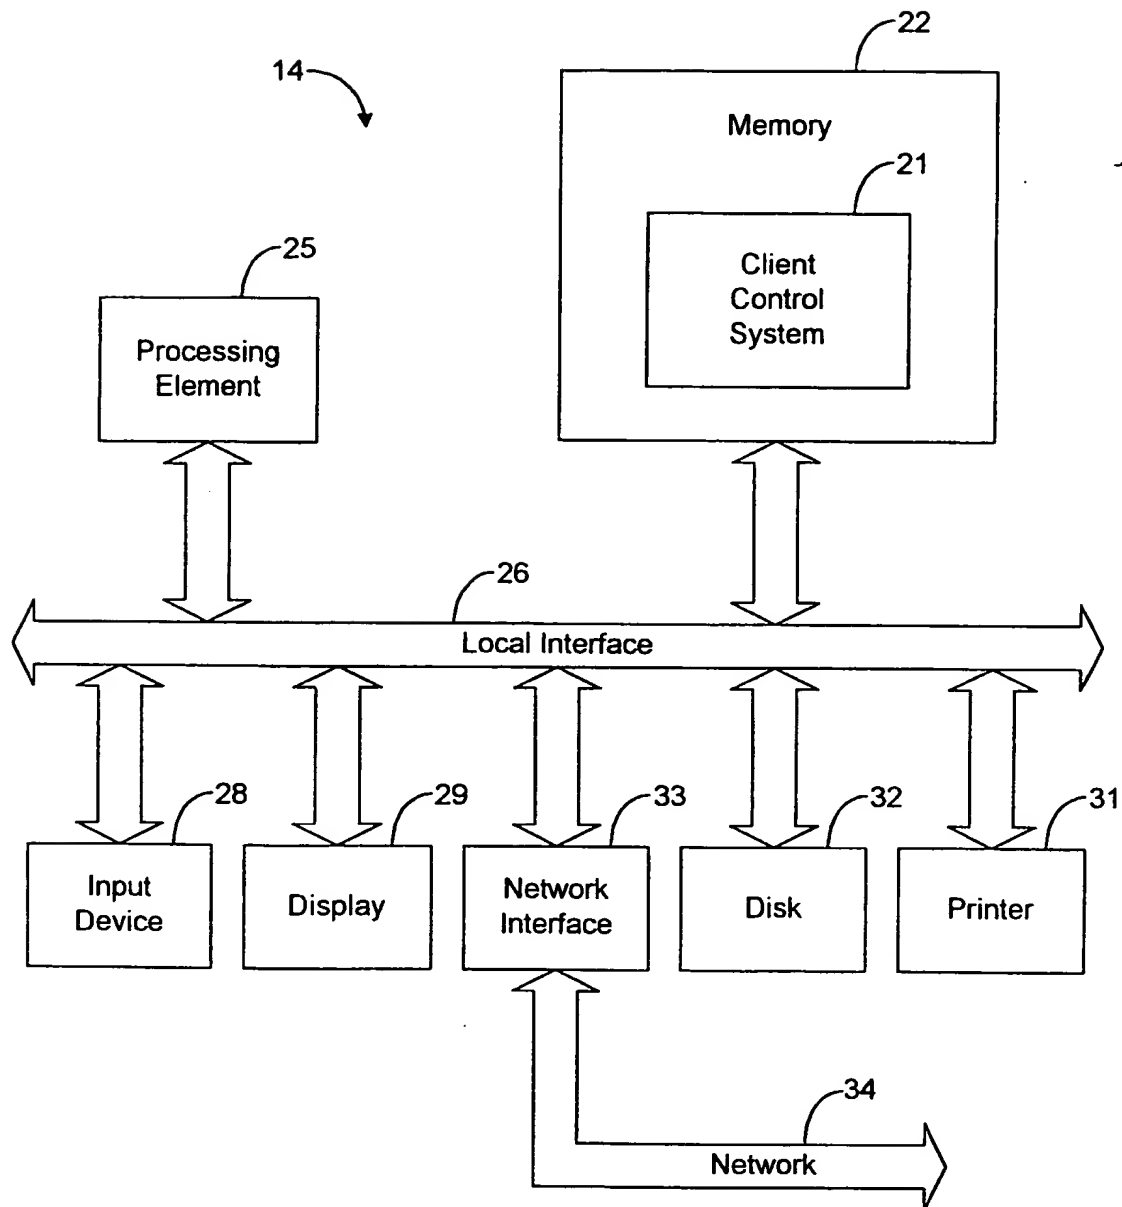 22
14
Memory
21
25
Client
Control
System
Processing
Element
26
Local Interface
28
29
33
32
31
Input
Device
Display
Network
Interface
Disk
Printer
34
Network